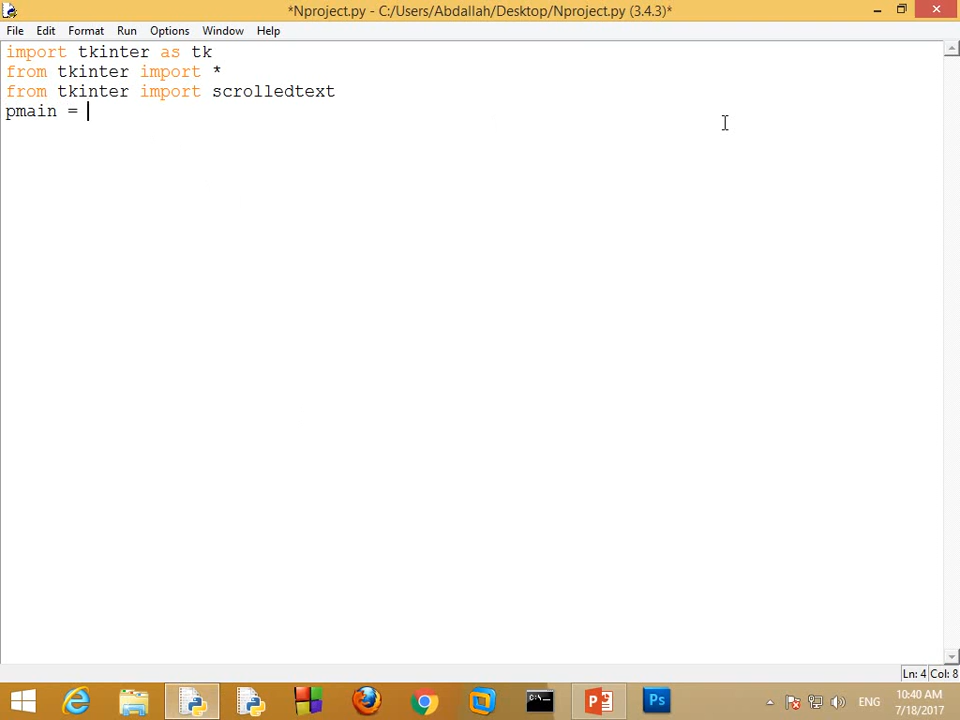 *Nproject.py - C:/Users/Abdallah/Desktop/Nproject.py (3.4.3)*
File Edit Format Run Options Window Help
import tkinter as tk
from tkinter import *
from tkinter import scrolledtext
pmain =
Ln: 4 Col: 8
ENG
10:40 AM
7/18/2017